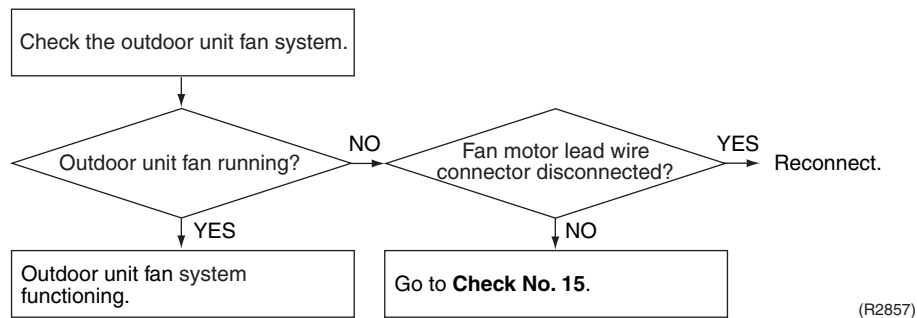 Check the outdoor unit fan system.
Outdoor unit fan running?
NO
Fan motor lead wire
connector disconnected?
YES
Reconnect.
YES
NO
Outdoor unit fan system
functioning.
Go to Check No. 15.
(R2857)